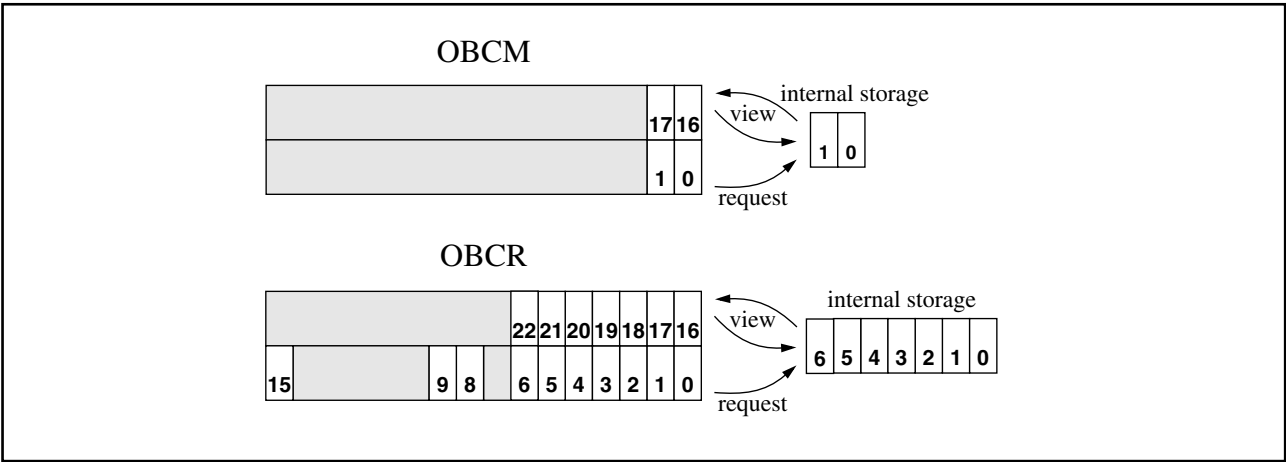 OBCM
internal storage
17 16
view
1 0
1 0
request
OBCR
internal storage
22 21 20 19 18 17 16
view
6 5 4 3 2 1 0
15 9 8 6 5 4 3 2 1 0
request